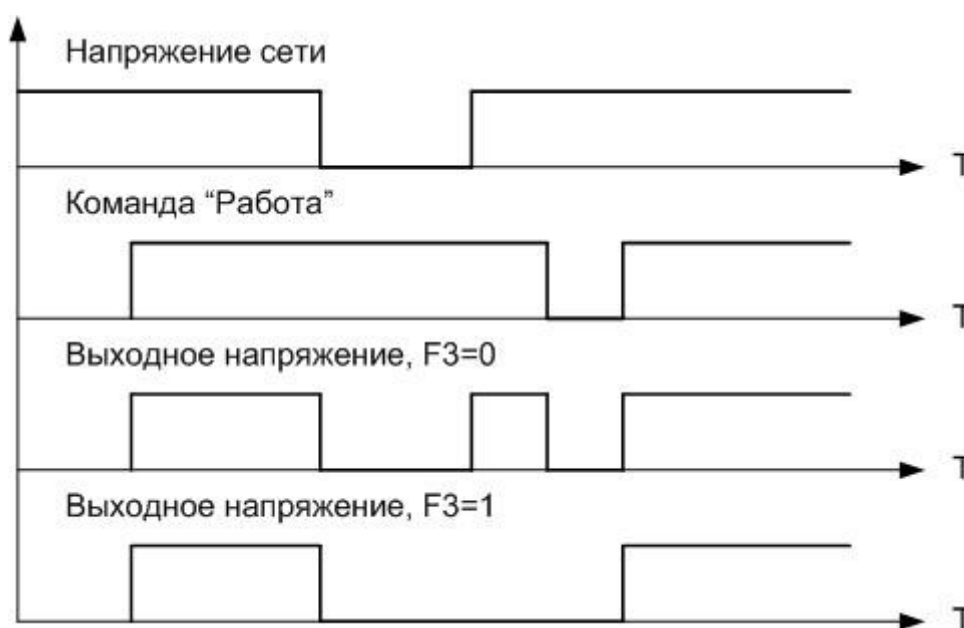 Напряжение сети
T
Команда “Работа”
T
Выходное напряжение, F3=0
T
Выходное напряжение, F3=1
T